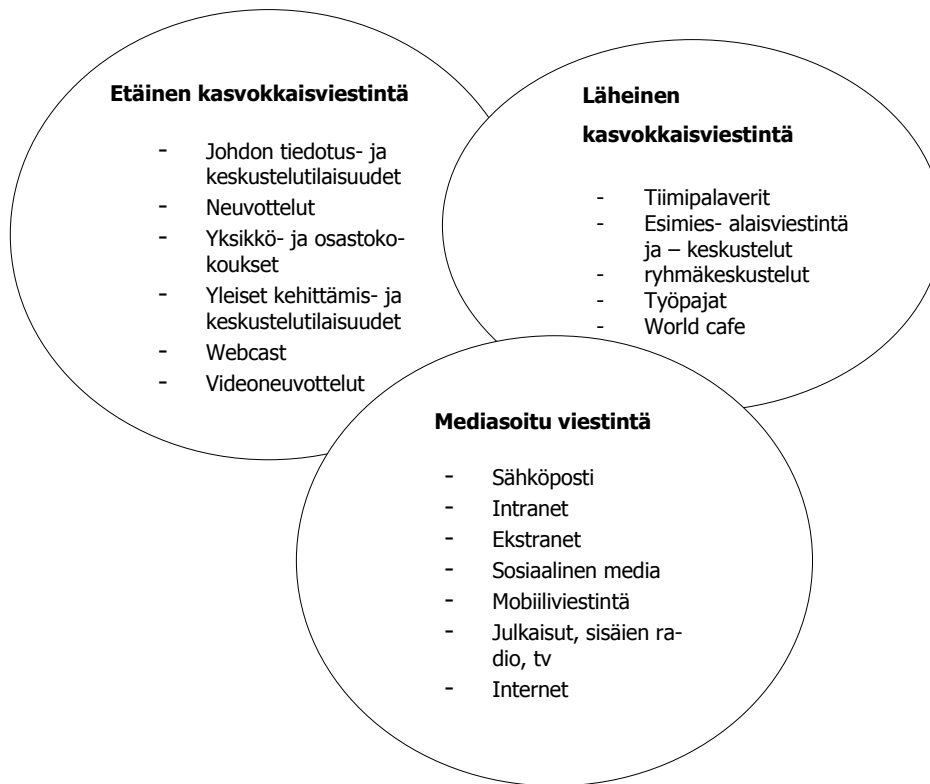 Etäinen kasvokkaisviestintä
- Johdon tiedotus- ja
keskustelutilaisuudet
- Neuvottelut
- Yksikkö- ja osastoko-
koukset
- Yleiset kehittämis- ja
keskustelutilaisuudet
- Webcast
- Videoneuvottelut
Läheinen
kasvokkaisviestintä
- Tiimipalaverit
- Esimies- alaisviestintä
ja – keskustelut
- ryhmäkeskustelut
- Työpajat
- World cafe
Mediasoitu viestintä
- Sähköposti
- Intranet
- Ekstranet
- Sosiaalinen media
- Mobiiliviestintä
- Julkaisut, sisäien ra-
dio, tv
- Internet